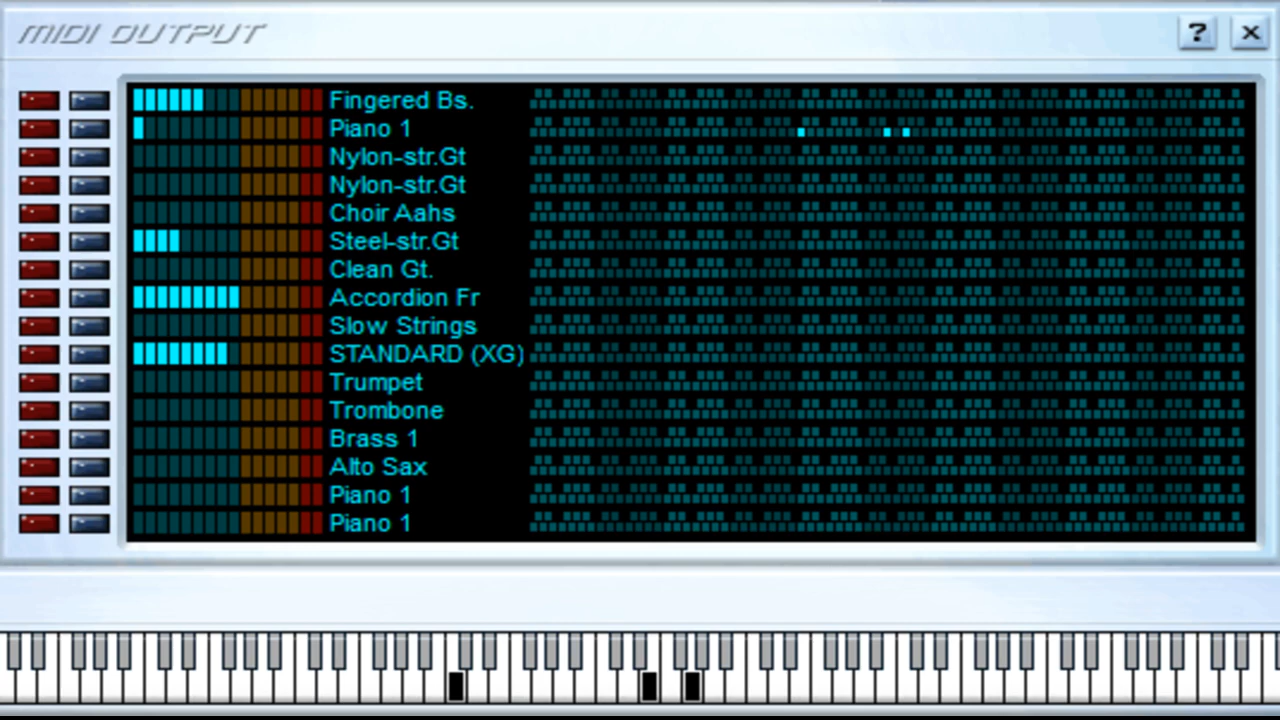 MIDI OUTPUT
? ×
Fingered Bs.
Piano 1
Nylon-str.Gt
Nylon-str.Gt
Choir Aahs
Steel-str.Gt
Clean Gt.
Accordion Fr
Slow Strings
STANDARD (XG)
Trumpet
Trombone
Brass 1
Alto Sax
Piano 1
Piano 1